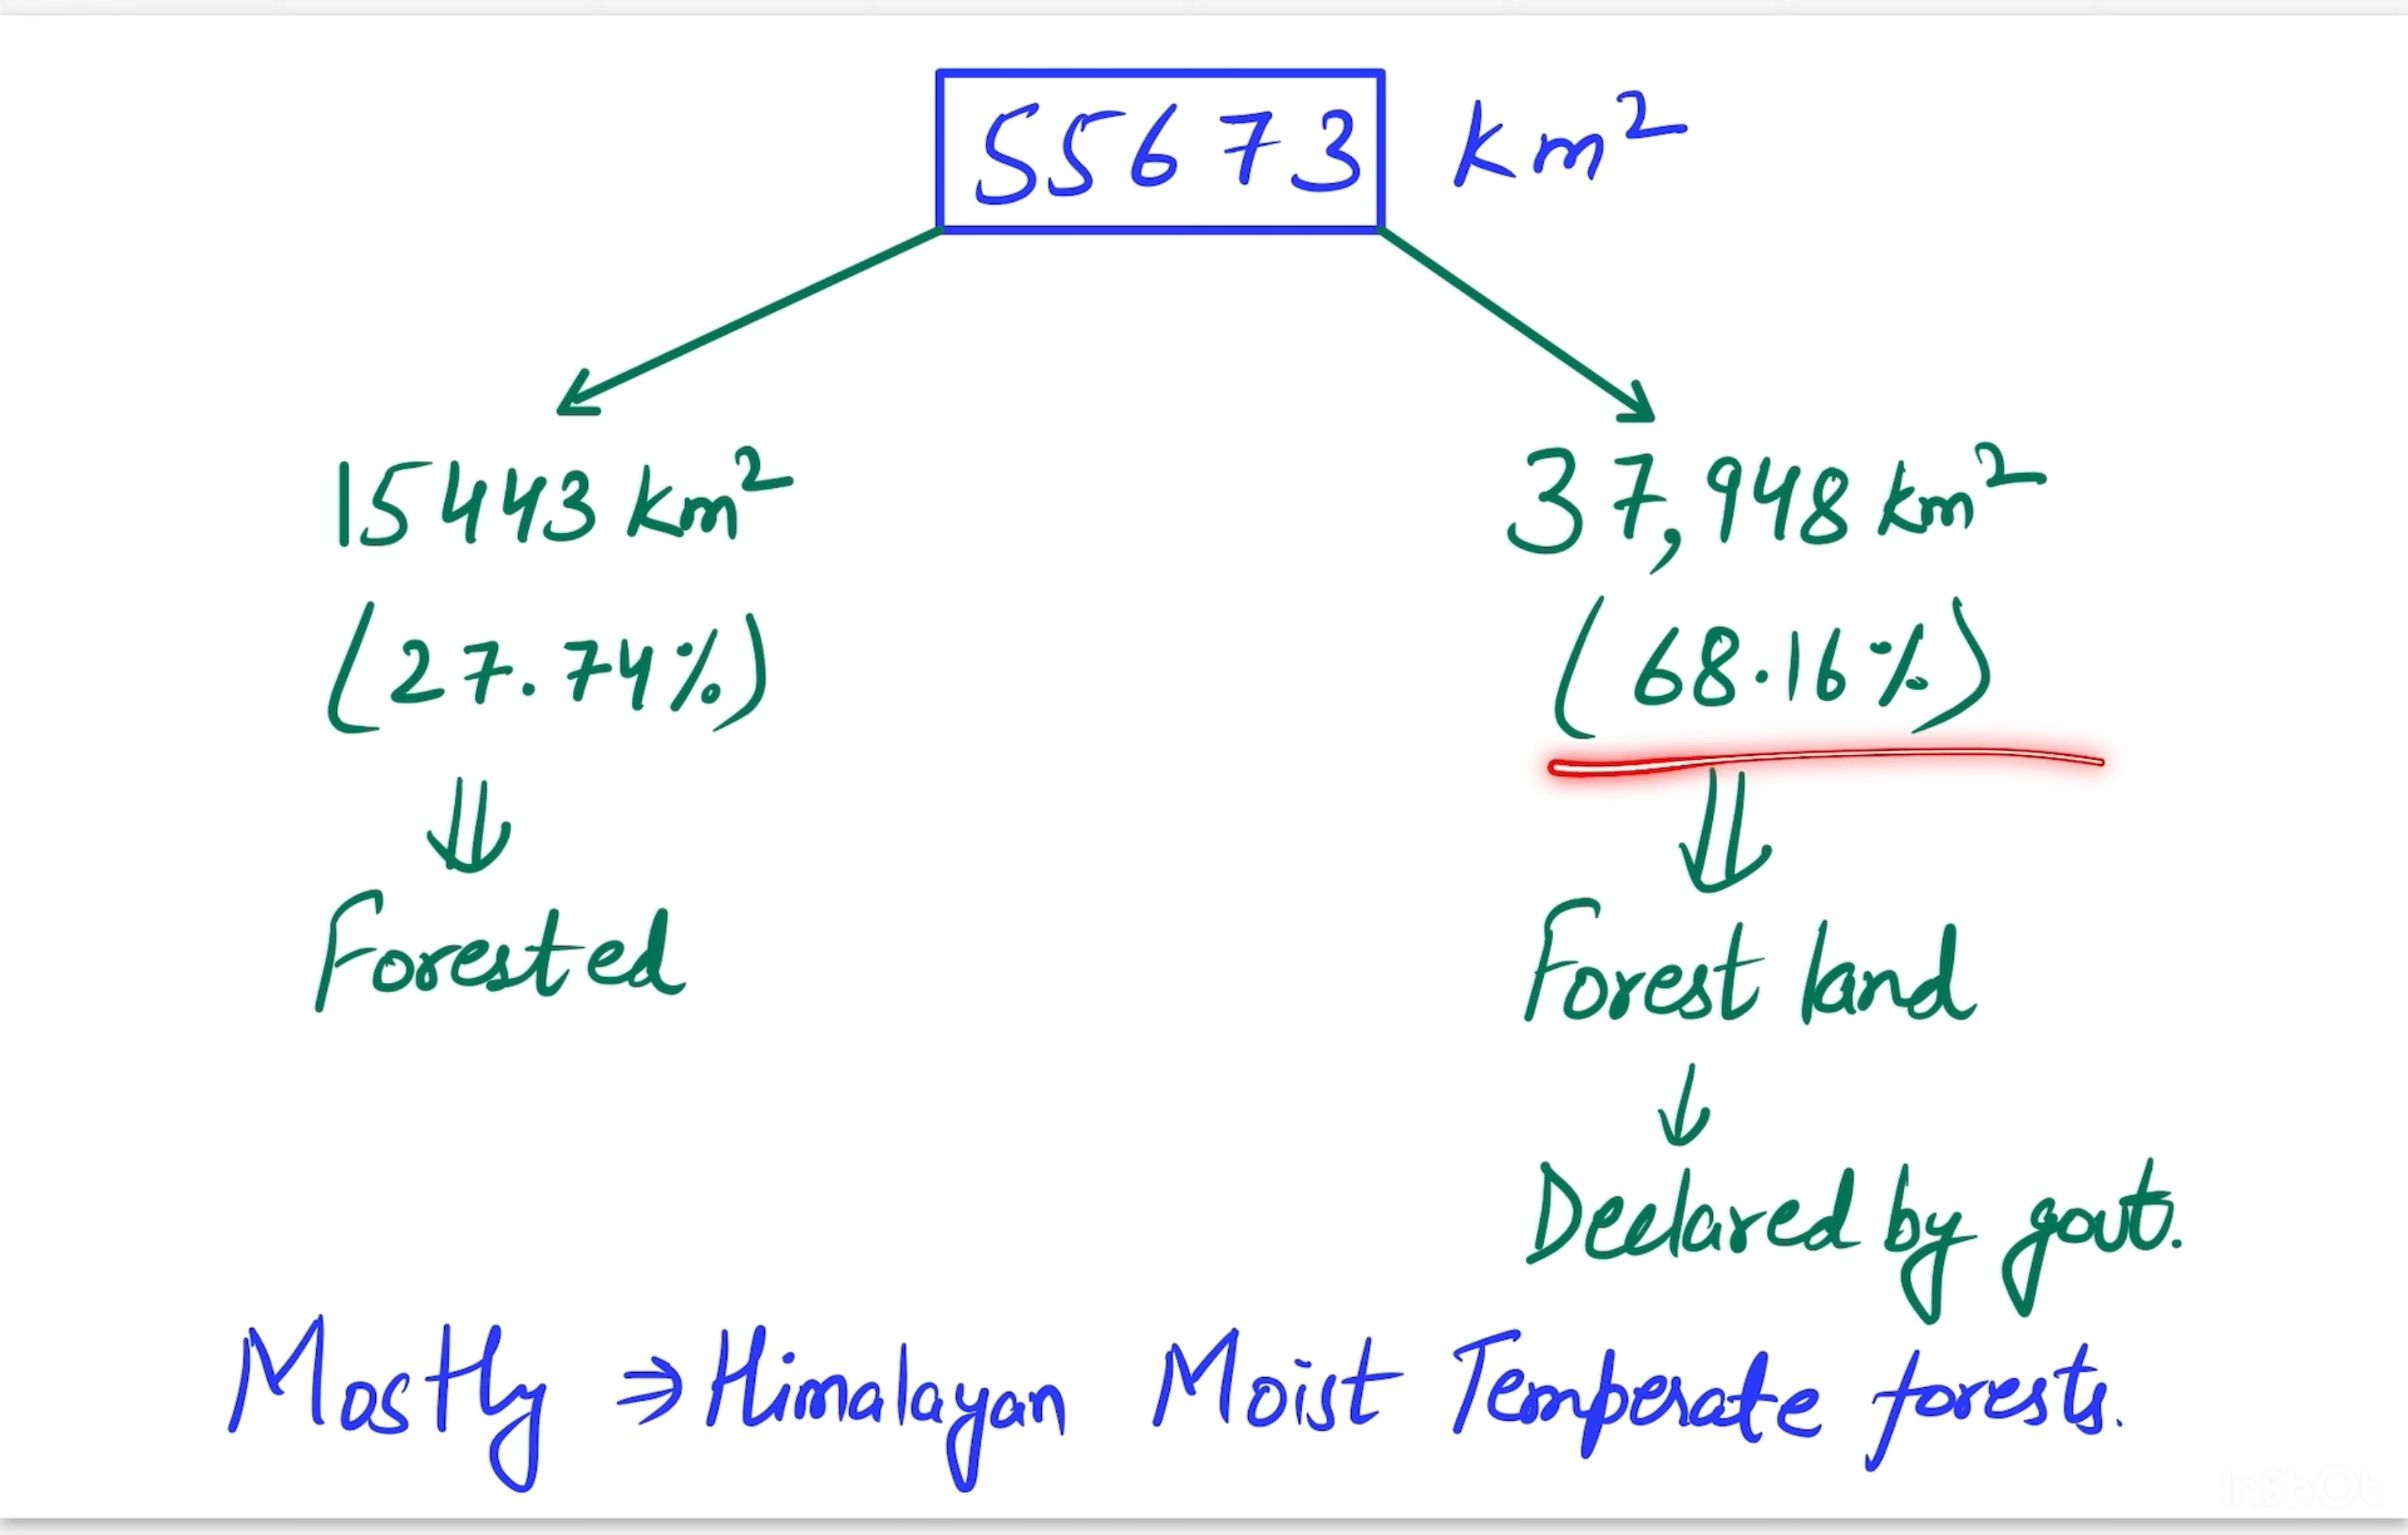 55673 km²
15443 km²
37,948 km²
(27.74%)
(68.16%)
Forested
Forest land
Declared by govt.
Mostly ⇒ Himalayan Moist Temperate forests.
InShOt